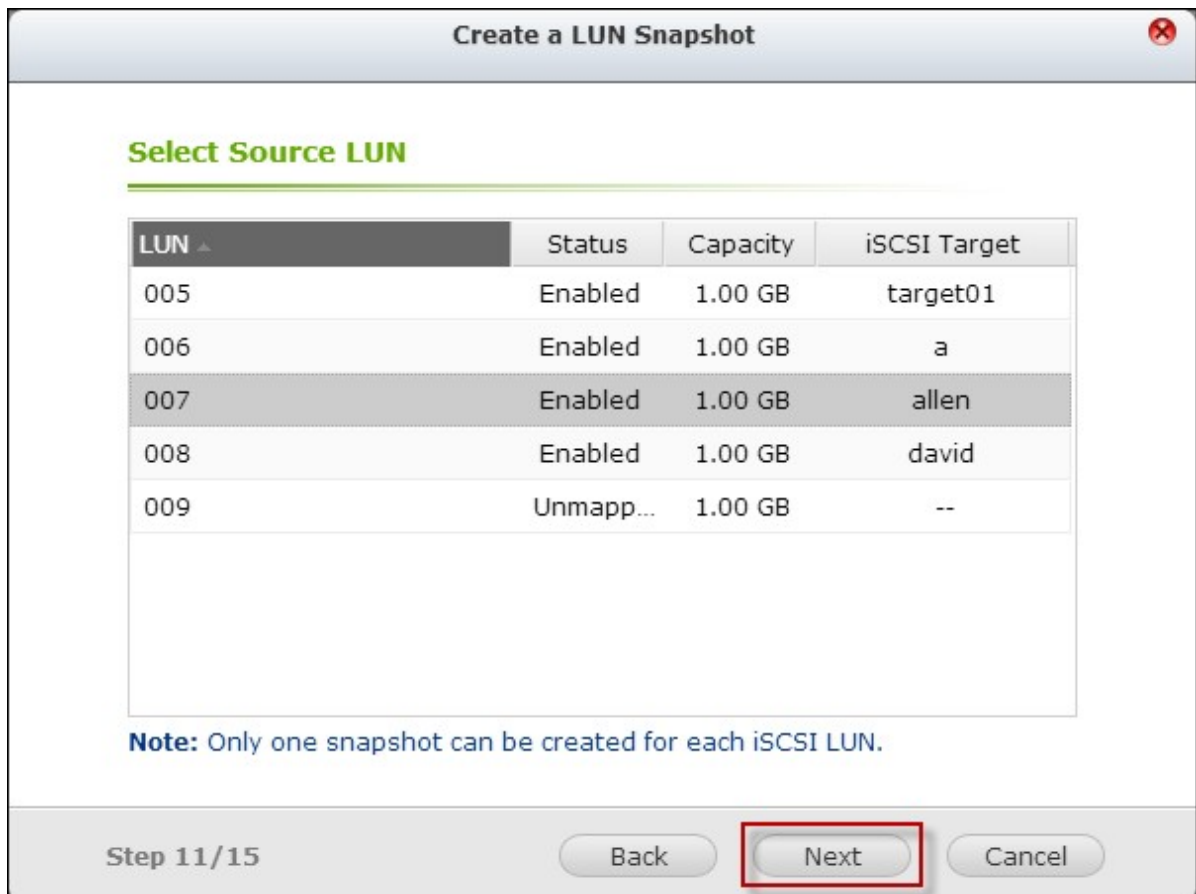 Create a LUN Snapshot
Select Source LUN
LUN Status Capacity iSCSI Target
005 Enabled 1.00 GB target01
006 Enabled 1.00 GB a
007 Enabled 1.00 GB allen
008 Enabled 1.00 GB david
009 Unmapp... 1.00 GB --
Note: Only one snapshot can be created for each iSCSI LUN.
Step 11/15 Back Next Cancel